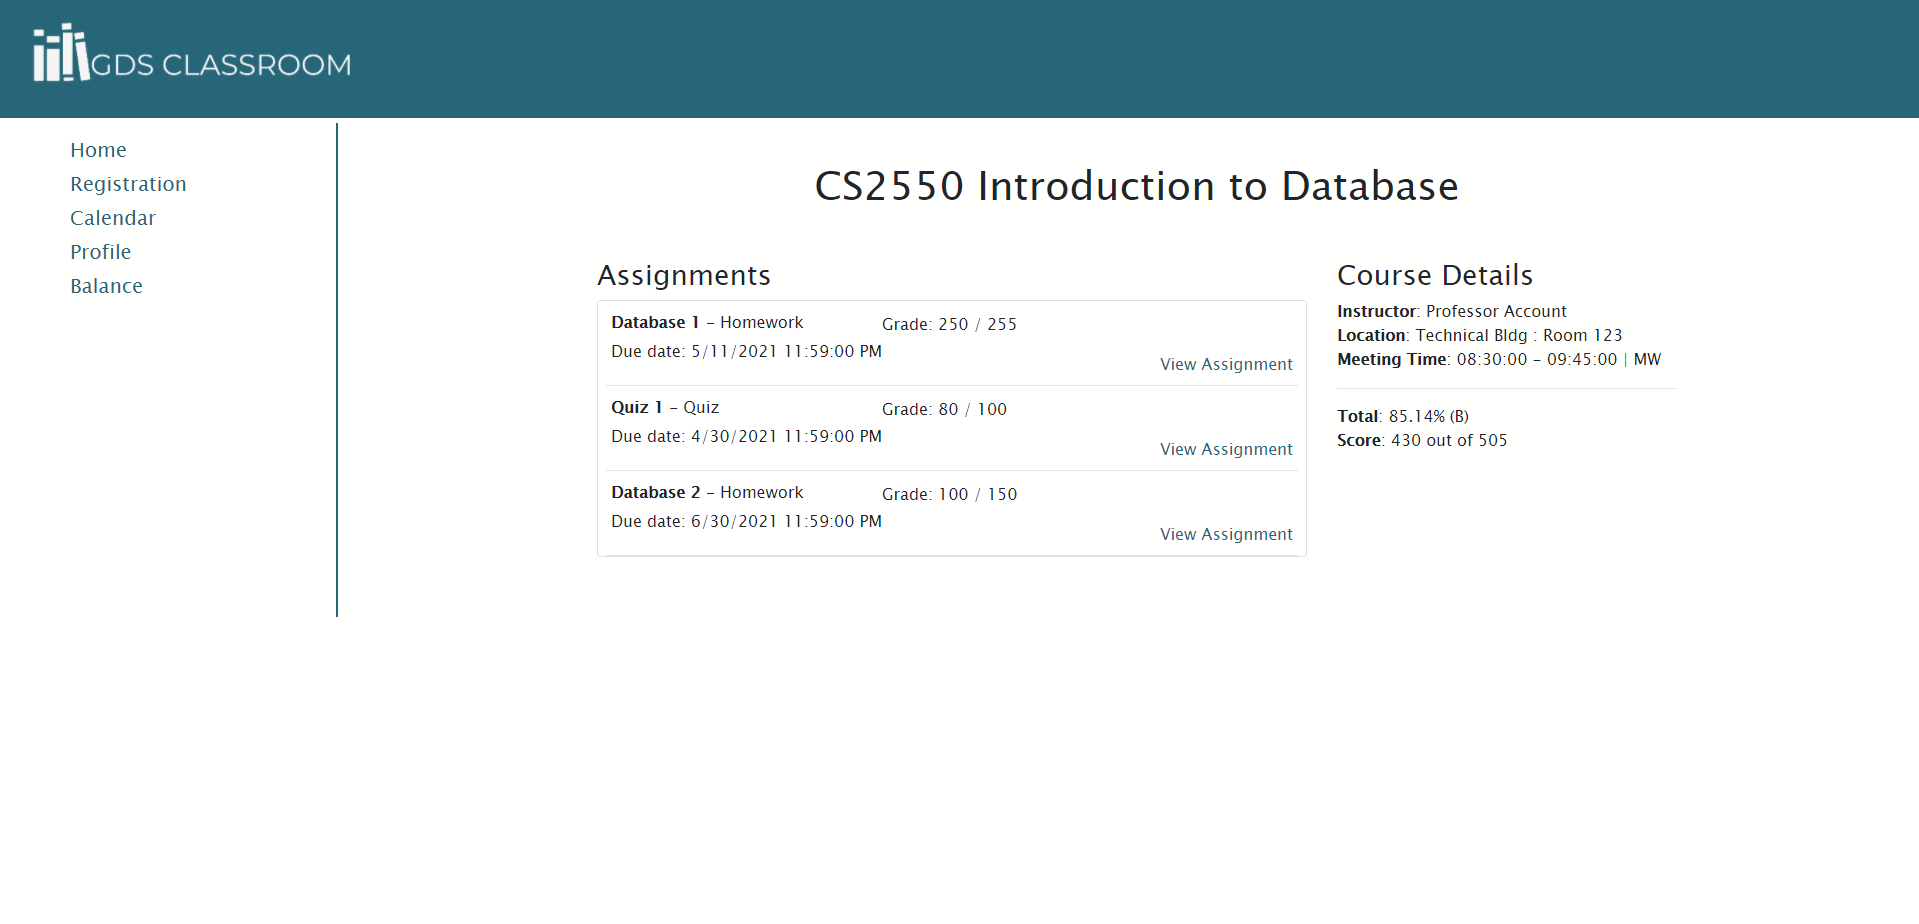 GDS CLASSROOM
Home
Registration
Calendar
Profile
Balance
CS2550 Introduction to Database
Assignments
Database 1 - Homework
Grade: 250 / 255
Due date: 5/11/2021 11:59:00 PM
View Assignment
Quiz 1 - Quiz
Grade: 80 / 100
Due date: 4/30/2021 11:59:00 PM
View Assignment
Database 2 - Homework
Grade: 100 / 150
Due date: 6/30/2021 11:59:00 PM
View Assignment
Course Details
Instructor: Professor Account
Location: Technical Bldg : Room 123
Meeting Time: 08:30:00 - 09:45:00 | MW
Total: 85.14% (B)
Score: 430 out of 505